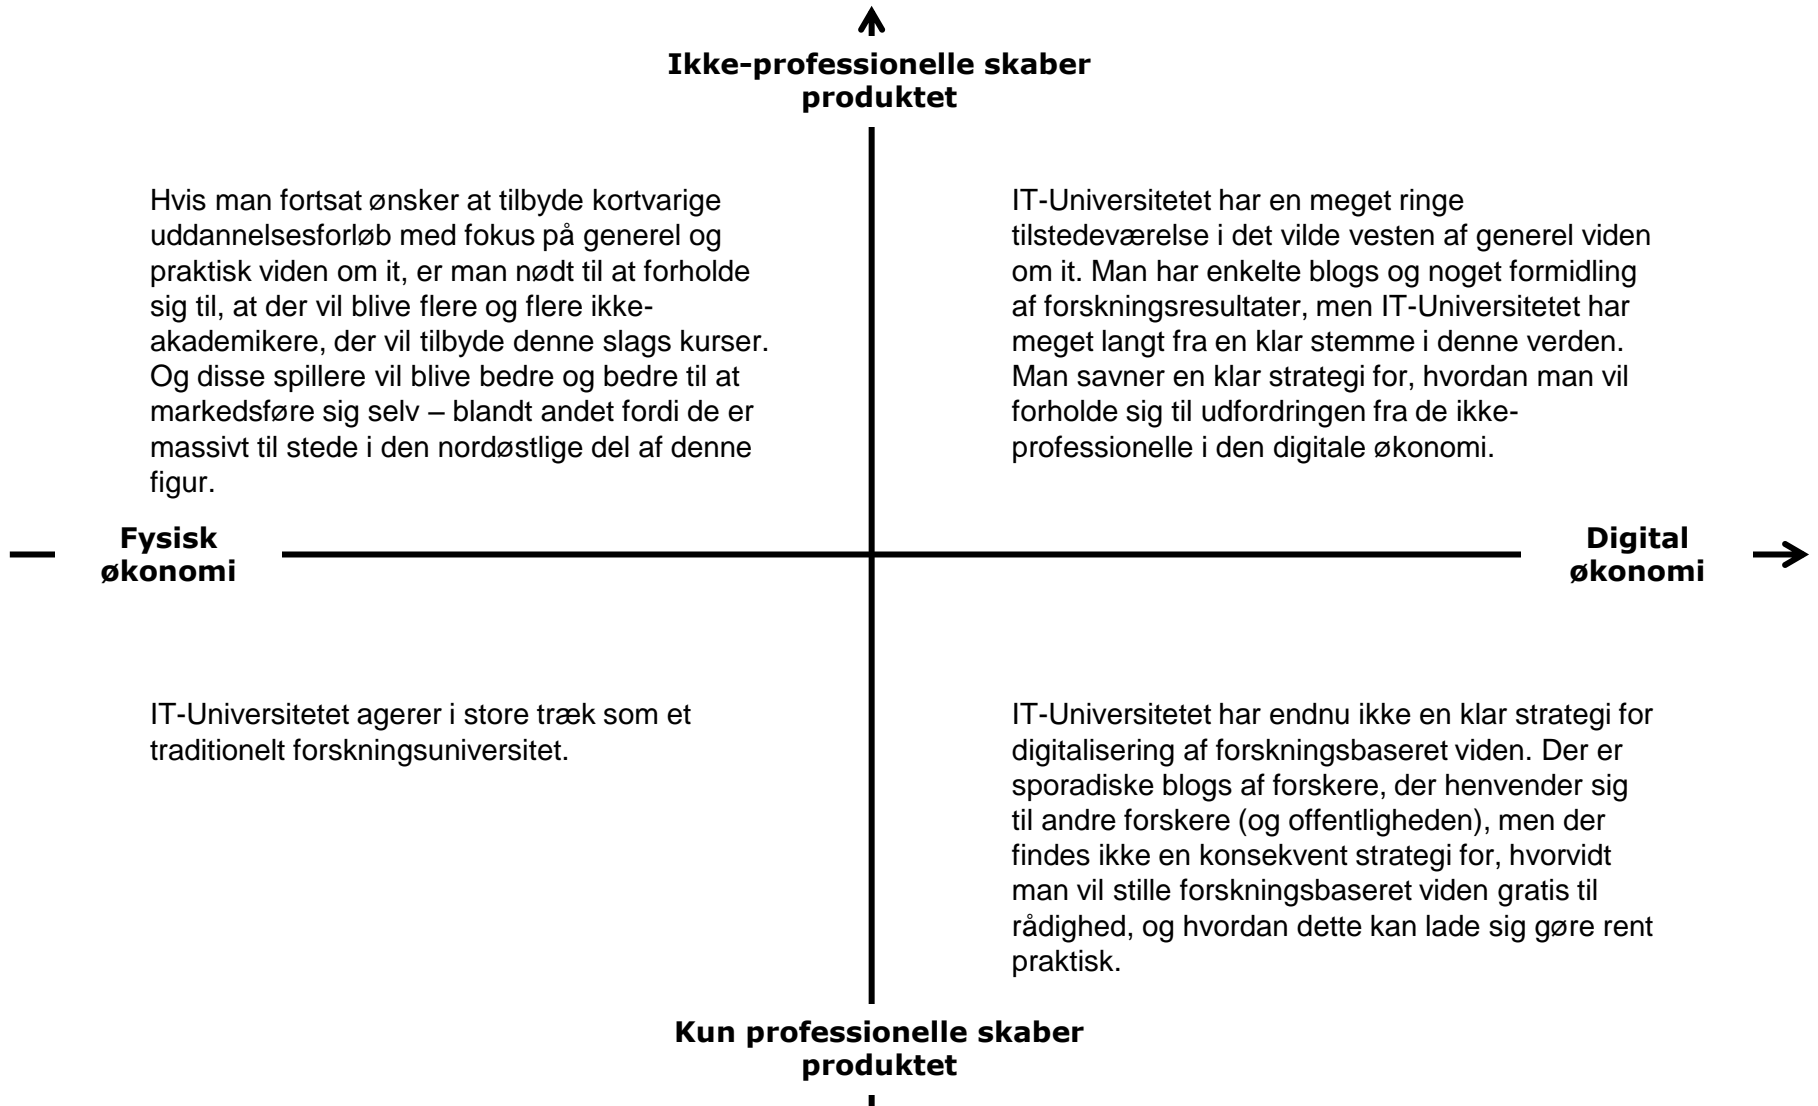 Ikke-professionelle skaber
produktet
Hvis man fortsat ønsker at tilbyde kortvarige
uddannelsesforløb med fokus på generel og
praktisk viden om it, er man nødt til at forholde
sig til, at der vil blive flere og flere ikke-
akademikere, der vil tilbyde denne slags kurser.
Og disse spillere vil blive bedre og bedre til at
markedsføre sig selv – blandt andet fordi de er
massivt til stede i den nordøstlige del af denne
figur.
IT-Universitetet har en meget ringe
tilstedeværelse i det vilde vesten af generel viden
om it. Man har enkelte blogs og noget formidling
af forskningsresultater, men IT-Universitetet har
meget langt fra en klar stemme i denne verden.
Man savner en klar strategi for, hvordan man vil
forholde sig til udfordringen fra de ikke-
professionelle i den digitale økonomi.
Fysisk
økonomi
Digital
økonomi
IT-Universitetet agerer i store træk som et
traditionelt forskningsuniversitet.
IT-Universitetet har endnu ikke en klar strategi for
digitalisering af forskningsbaseret viden. Der er
sporadiske blogs af forskere, der henvender sig
til andre forskere (og offentligheden), men der
findes ikke en konsekvent strategi for, hvorvidt
man vil stille forskningsbaseret viden gratis til
rådighed, og hvordan dette kan lade sig gøre rent
praktisk.
Kun professionelle skaber
produktet